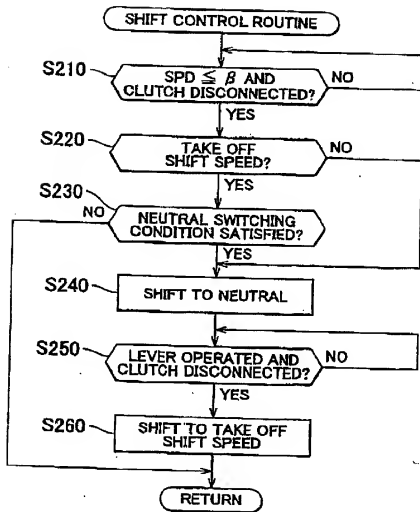 SHIFT CONTROL ROUTINE
S210
SPD ≦ β AND
CLUTCH DISCONNECTED?
NO
YES
S220
TAKE OFF
SHIFT SPEED?
NO
YES
S230
NO
NEUTRAL SWITCHING
CONDITION SATISFIED?
YES
S240
SHIFT TO NEUTRAL
S250
LEVER OPERATED AND
CLUTCH DISCONNECTED?
NO
YES
S260
SHIFT TO TAKE OFF
SHIFT SPEED
RETURN